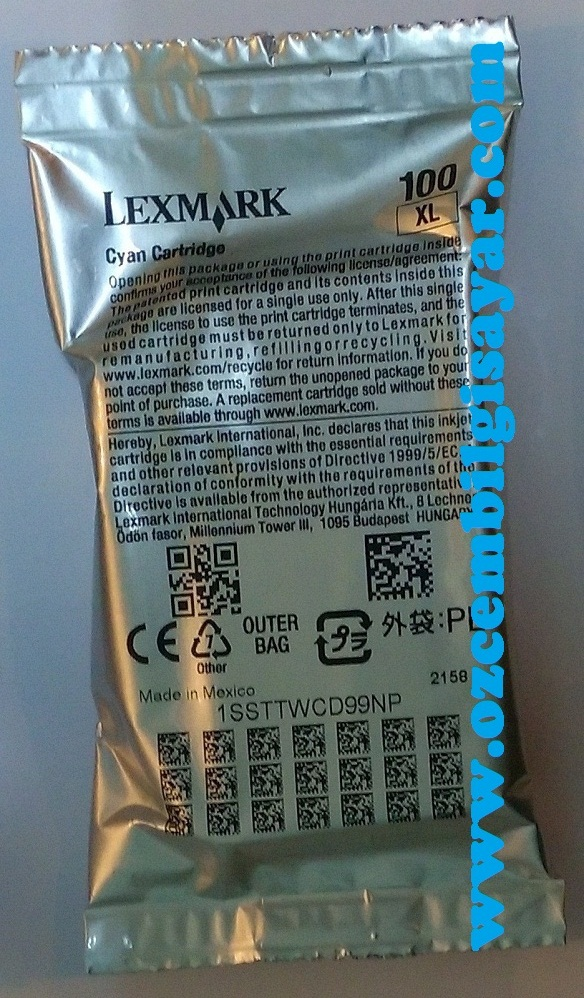 LEXMARK
100
XL
Cyan Cartridge
Opening this package or using the print cartridge inside
confirms your acceptance of the following license/agreement:
The patented print cartridge and its contents inside this
package are licensed for a single use only. After this single
use, the license to use the print cartridge terminates, and the
used cartridge must be returned only to Lexmark for
remanufacturing, refilling or recycling. Visit
www.lexmark.com/recycle for return information. If you do
not accept these terms, return the unopened package to your
point of purchase. A replacement cartridge sold without these
terms is available through www.lexmark.com.
Hereby, Lexmark International, Inc. declares that this inkjet
cartridge is in compliance with the essential requirements
and other relevant provisions of Directive 1999/5/EC.
declaration of conformity with the requirements of the
Directive is available from the authorized representative
Lexmark International Technology Hungária Kft., 8 Lechner
Ödön fasor, Millennium Tower III, 1095 Budapest HUNGARY
CE
7
Other
OUTER
BAG
プラ
外袋:P
2158
Made in Mexico
1SSTTWCD99NP
www.ozcembilgisayar.com